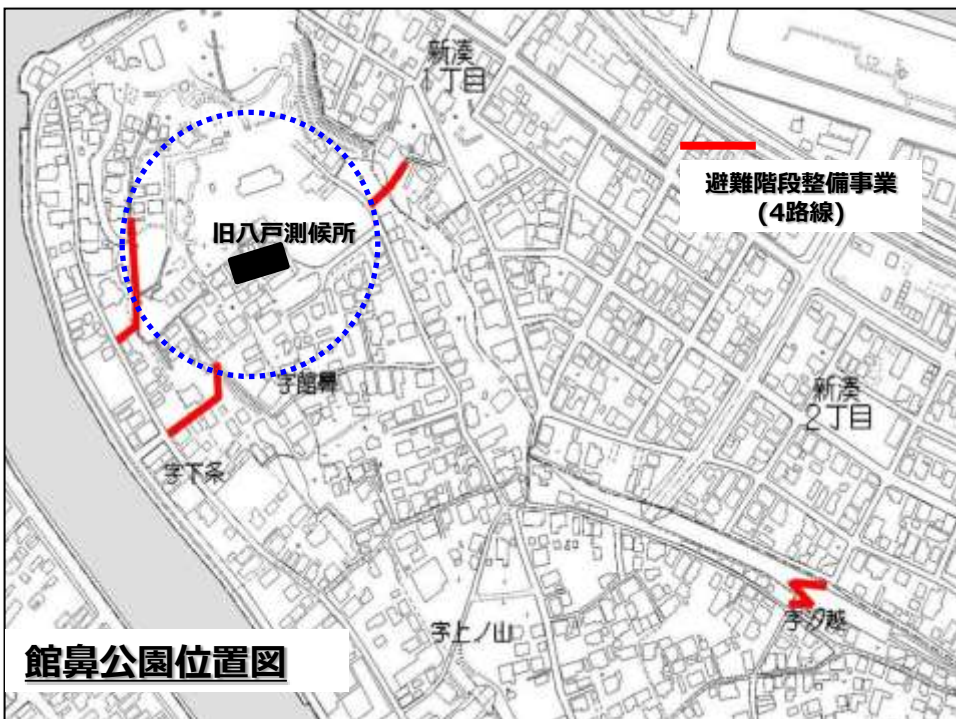 新湊
1丁目
避難階段整備事業
(4路線)
旧八戸測候所
字館鼻
新湊
2丁目
字下条
字汐越
字上ノ山
館鼻公園位置図